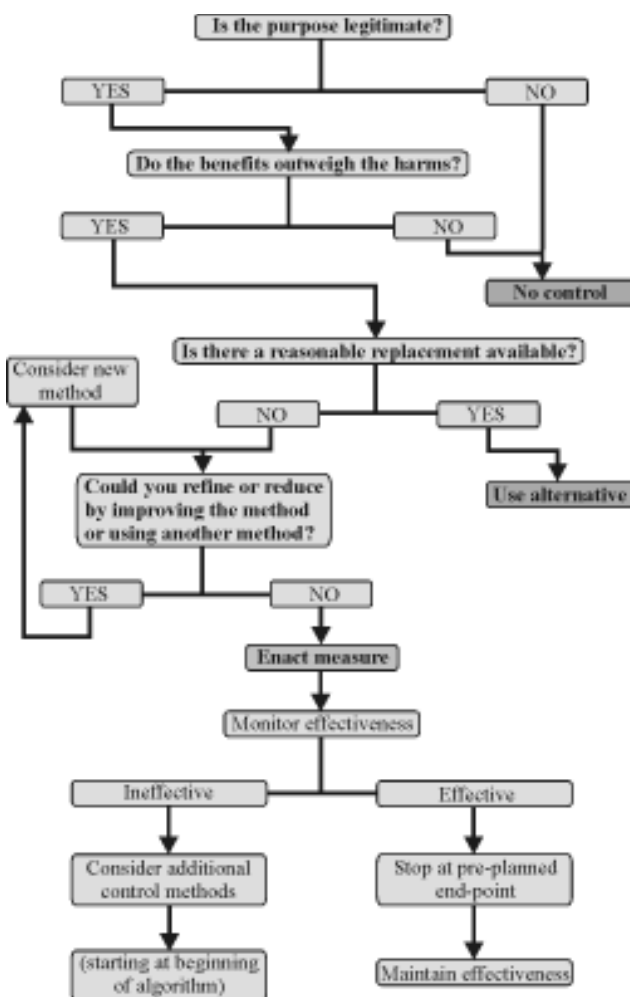 Is the purpose legitimate?
YES
NO
Do the benefits outweigh the harms?
YES
NO
No control
Is there a reasonable replacement available?
Consider new
method
NO
YES
Could you refine or reduce
by improving the method
or using another method?
Use alternative
YES
NO
Enact measure
Monitor effectiveness
Ineffective
Effective
Consider additional
control methods
Stop at pre-planned
end-point
(starting at beginning
of algorithm)
Maintain effectiveness